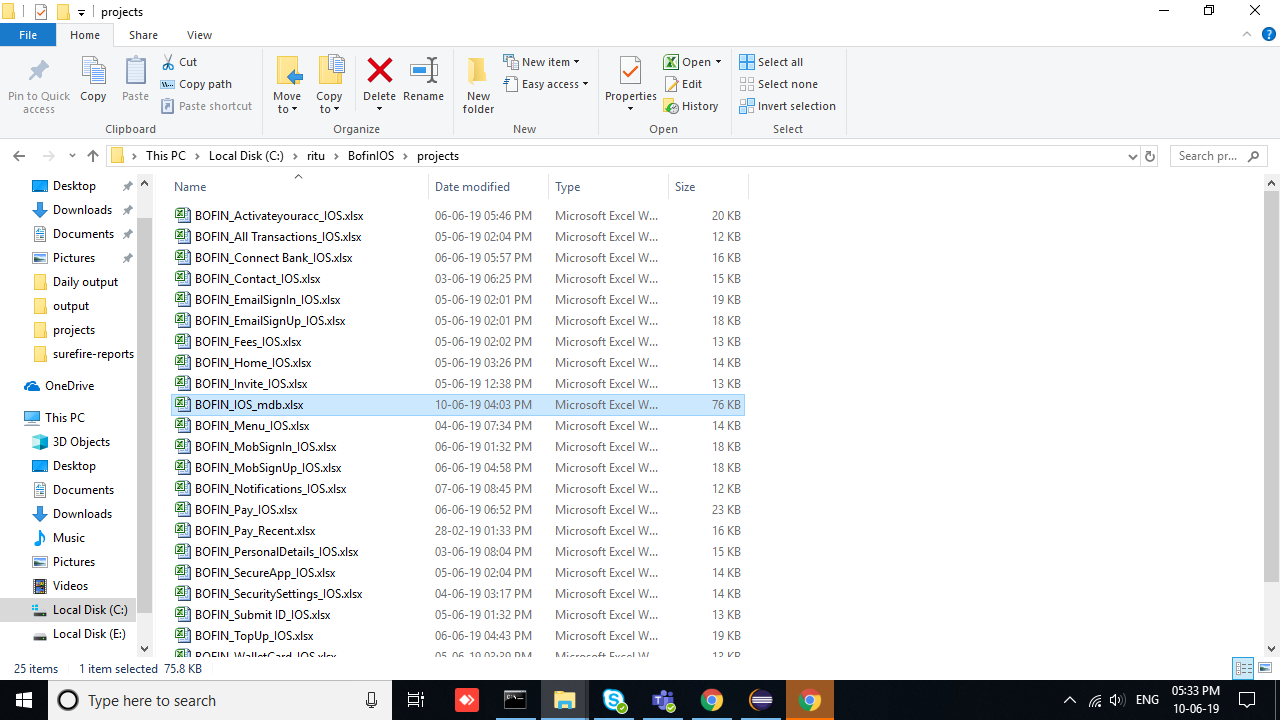 projects
File Home Share View
Pin to Quick access
Copy
Paste
Cut
Copy path
Paste shortcut
Clipboard
Move to
Copy to
Delete
Rename
Organize
New folder
New item
Easy access
New
Properties
Open
Edit
History
Open
Select all
Select none
Invert selection
Select
This PC Local Disk (C:) ritu BofinIOS projects
Search pr...
Desktop
Downloads
Documents
Pictures
Daily output
output
projects
surefire-reports
OneDrive
This PC
3D Objects
Desktop
Documents
Downloads
Music
Pictures
Videos
Local Disk (C:)
Local Disk (E:)
Name Date modified Type Size
BOFIN_Activateyouracc_IOS.xlsx 06-06-19 05:46 PM Microsoft Excel W... 20 KB
BOFIN_All Transactions_IOS.xlsx 05-06-19 02:04 PM Microsoft Excel W... 12 KB
BOFIN_Connect Bank_IOS.xlsx 06-06-19 05:57 PM Microsoft Excel W... 16 KB
BOFIN_Contact_IOS.xlsx 03-06-19 06:25 PM Microsoft Excel W... 15 KB
BOFIN_EmailSignIn_IOS.xlsx 05-06-19 02:01 PM Microsoft Excel W... 19 KB
BOFIN_EmailSignUp_IOS.xlsx 05-06-19 02:01 PM Microsoft Excel W... 18 KB
BOFIN_Fees_IOS.xlsx 05-06-19 02:02 PM Microsoft Excel W... 13 KB
BOFIN_Home_IOS.xlsx 05-06-19 03:26 PM Microsoft Excel W... 14 KB
BOFIN_Invite_IOS.xlsx 05-06-19 12:38 PM Microsoft Excel W... 13 KB
BOFIN_IOS_mdb.xlsx 10-06-19 04:03 PM Microsoft Excel W... 76 KB
BOFIN_Menu_IOS.xlsx 04-06-19 07:34 PM Microsoft Excel W... 14 KB
BOFIN_MobSignIn_IOS.xlsx 06-06-19 01:32 PM Microsoft Excel W... 18 KB
BOFIN_MobSignUp_IOS.xlsx 06-06-19 04:58 PM Microsoft Excel W... 18 KB
BOFIN_Notifications_IOS.xlsx 07-06-19 08:45 PM Microsoft Excel W... 12 KB
BOFIN_Pay_IOS.xlsx 06-06-19 06:52 PM Microsoft Excel W... 23 KB
BOFIN_Pay_Recent.xlsx 28-02-19 01:33 PM Microsoft Excel W... 16 KB
BOFIN_PersonalDetails_IOS.xlsx 03-06-19 08:04 PM Microsoft Excel W... 15 KB
BOFIN_SecureApp_IOS.xlsx 05-06-19 02:04 PM Microsoft Excel W... 14 KB
BOFIN_SecuritySettings_IOS.xlsx 04-06-19 03:17 PM Microsoft Excel W... 14 KB
BOFIN_Submit ID_IOS.xlsx 05-06-19 01:32 PM Microsoft Excel W... 13 KB
BOFIN_TopUp_IOS.xlsx 06-06-19 04:43 PM Microsoft Excel W... 19 KB
BOFIN_WalletCard_IOS.xlsx 05-06-19 03:39 PM Microsoft Excel W... 13 KB
25 items 1 item selected 75.8 KB
Type here to search
ENG
05:33 PM
10-06-19